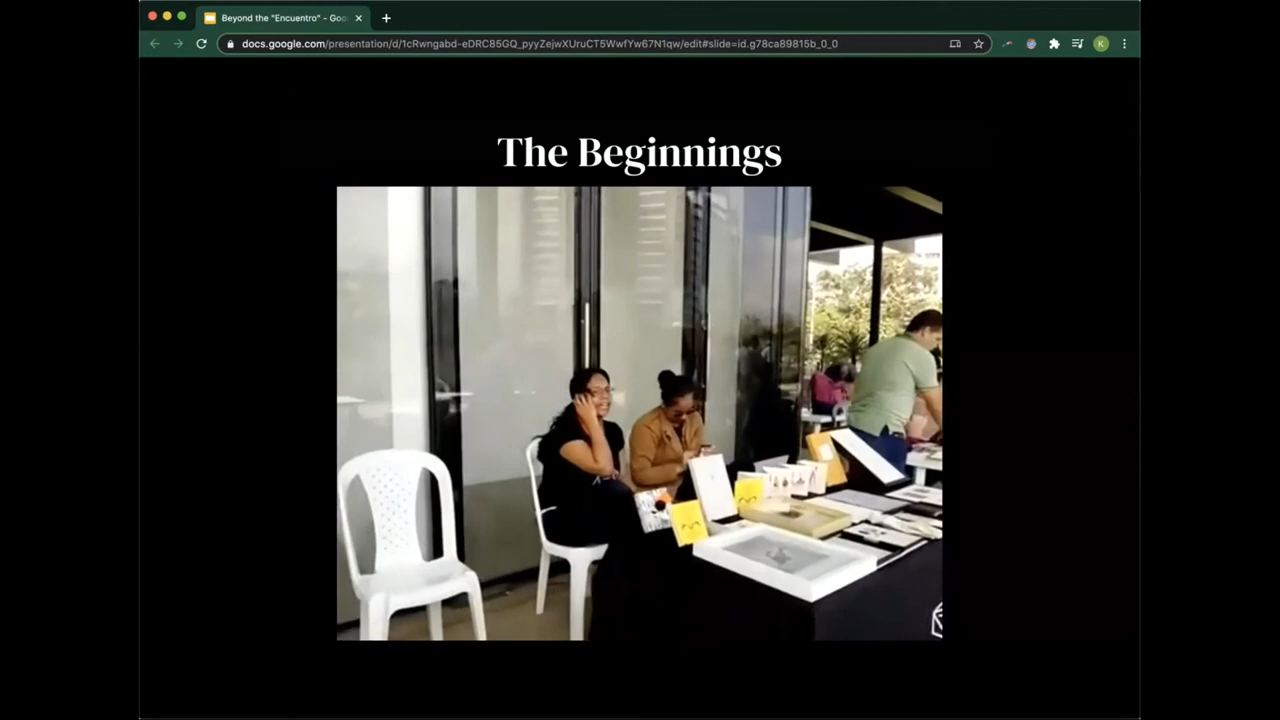 Beyond the "Encuentro" - Goo
docs.google.com/presentation/d/1cRwngabd-eDRC85GQ_pyyZejwXUruCT5WwfYw67N1qw/edit#slide=id.g78ca89815b_0_0
K
The Beginnings